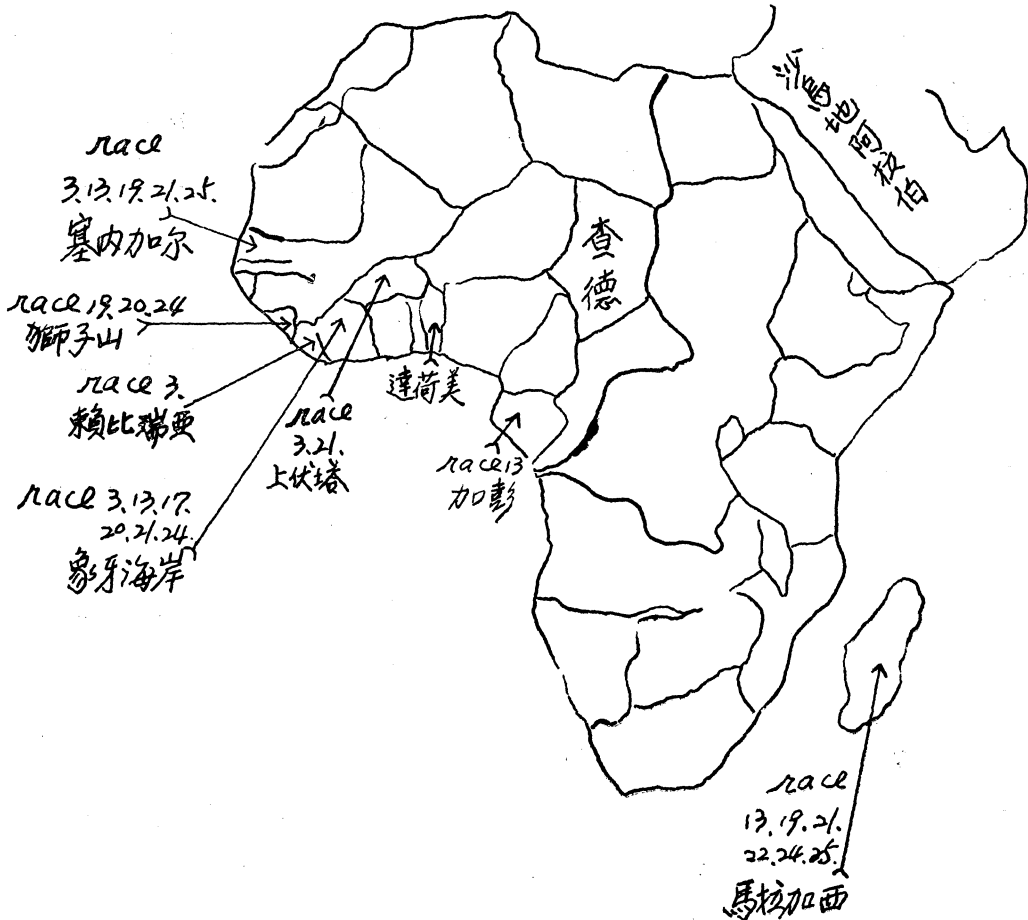 沙烏地阿拉伯
race
3.13.19.21.25.
塞内加尔
查德
race 19.20.24
獅子山
race 3.
賴比瑞亞
達荷美
race
3.21.
上伏塔
race 13
加彭
race 3.13.17.
20.21.24.
象牙海岸
race
13.19.21.
22.24.25.
馬拉加西